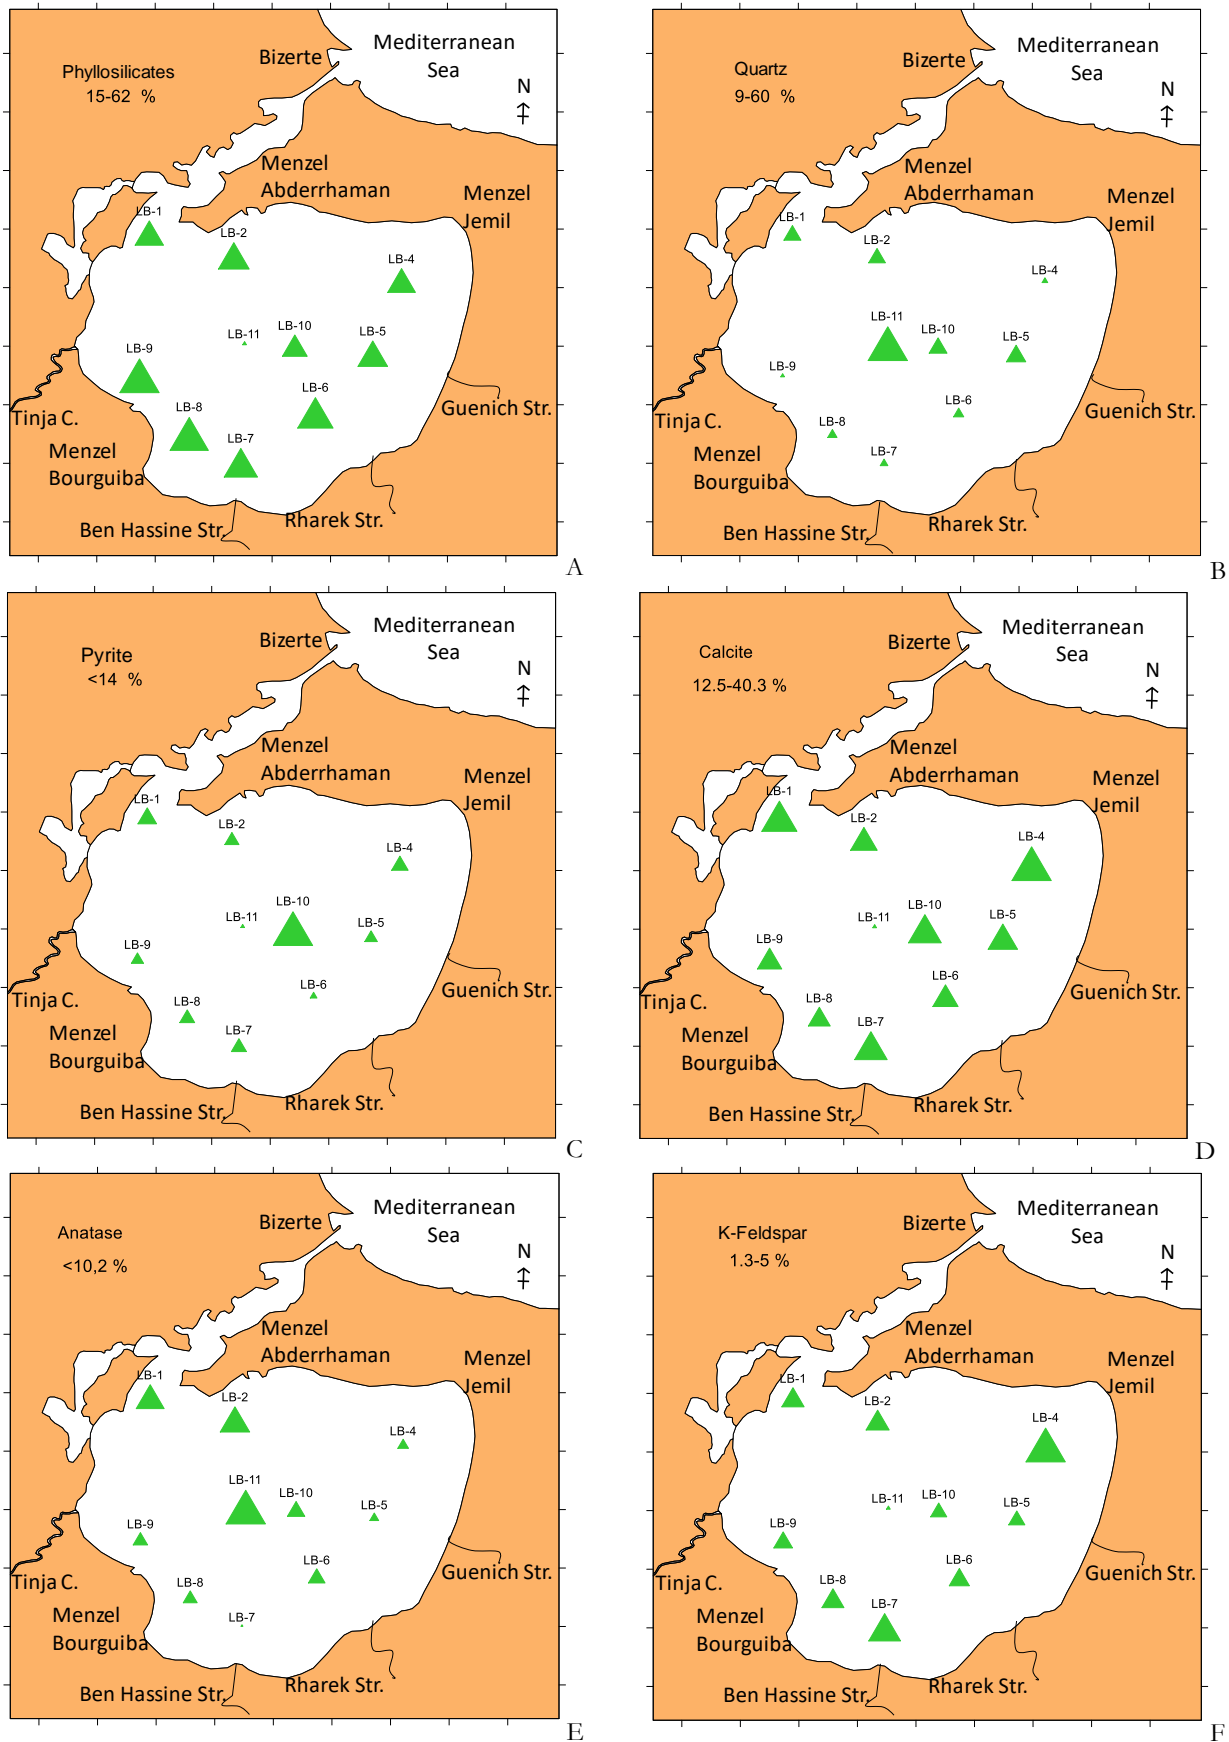 Bizerte
Mediterranean
Sea
Phyllosilicates
15-62 %
N
Menzel
Abderrhaman
Menzel
Jemil
LB-1
LB-2
LB-4
LB-11
LB-10
LB-5
LB-9
LB-6
LB-8
LB-7
Tinja C.
Guenich Str.
Menzel
Bourguiba
Rharek Str.
Ben Hassine Str.
A
Bizerte
Mediterranean
Sea
Quartz
9-60 %
N
Menzel
Abderrhaman
Menzel
Jemil
LB-1
LB-2
LB-4
LB-11
LB-10
LB-5
LB-9
LB-6
LB-8
LB-7
Tinja C.
Guenich Str.
Menzel
Bourguiba
Rharek Str.
Ben Hassine Str.
B
Bizerte
Mediterranean
Sea
Pyrite
<14 %
N
Menzel
Abderrhaman
Menzel
Jemil
LB-1
LB-2
LB-4
LB-10
LB-11
LB-5
LB-9
LB-6
LB-8
LB-7
Tinja C.
Guenich Str.
Menzel
Bourguiba
Rharek Str.
Ben Hassine Str.
C
Bizerte
Mediterranean
Sea
Calcite
12.5-40.3 %
N
Menzel
Abderrhaman
Menzel
Jemil
LB-1
LB-2
LB-4
LB-10
LB-11
LB-5
LB-9
LB-6
LB-8
LB-7
Tinja C.
Guenich Str.
Menzel
Bourguiba
Rharek Str.
Ben Hassine Str.
D
Bizerte
Mediterranean
Sea
Anatase
<10,2 %
N
Menzel
Abderrhaman
Menzel
Jemil
LB-1
LB-2
LB-4
LB-11
LB-10
LB-5
LB-9
LB-6
LB-8
LB-7
Tinja C.
Guenich Str.
Menzel
Bourguiba
Rharek Str.
Ben Hassine Str.
E
Bizerte
Mediterranean
Sea
K-Feldspar
1.3-5 %
N
Menzel
Abderrhaman
Menzel
Jemil
LB-1
LB-2
LB-4
LB-11
LB-10
LB-5
LB-9
LB-6
LB-8
LB-7
Tinja C.
Guenich Str.
Menzel
Bourguiba
Rharek Str.
Ben Hassine Str.
F